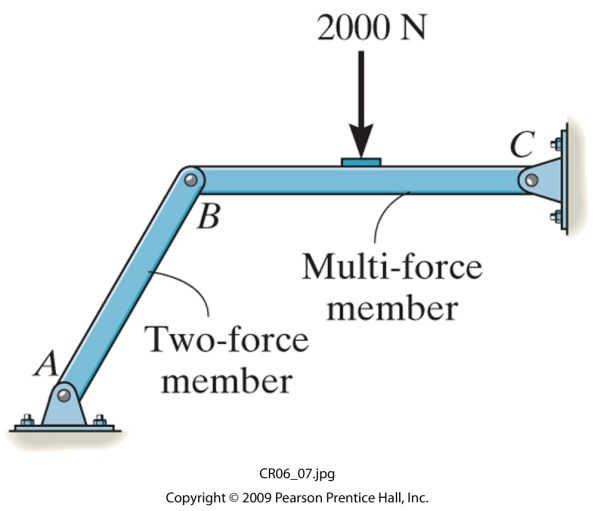 2000 N
C
B
Multi-force
member
A
Two-force
member
CR06_07.jpg
Copyright © 2009 Pearson Prentice Hall, Inc.